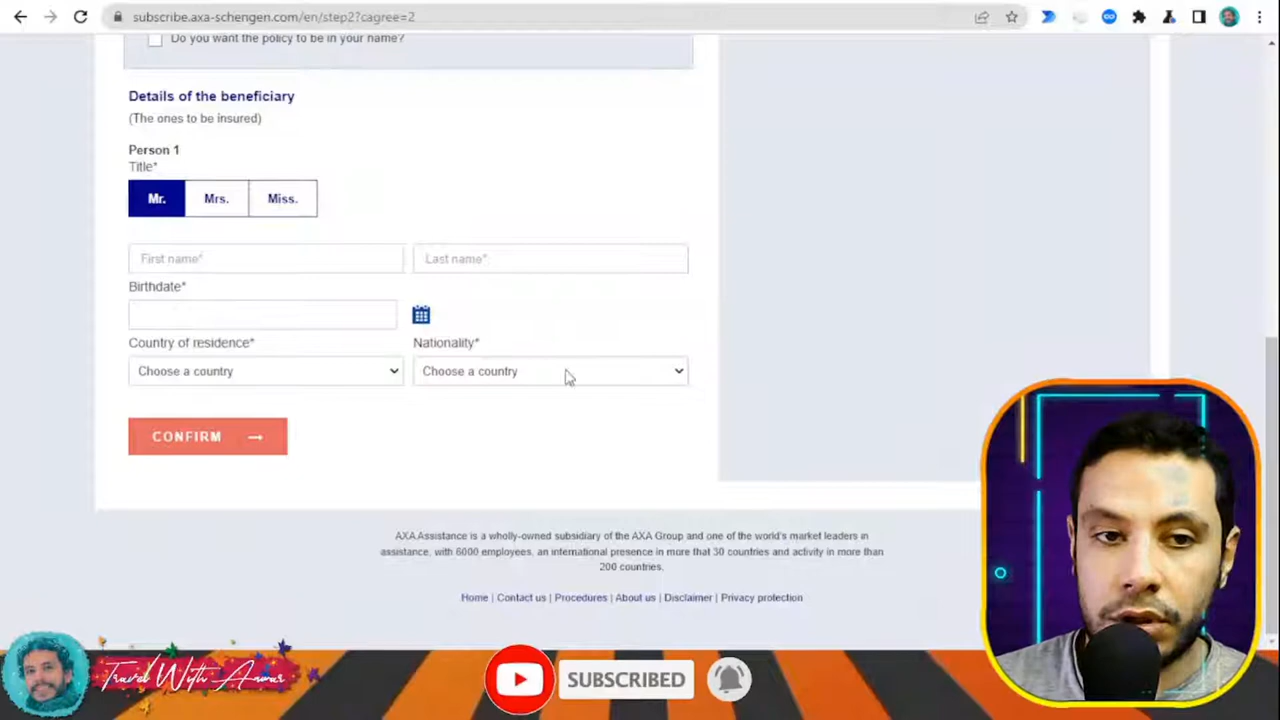 subscribe.axa-schengen.com/en/step2?cagree=2
Do you want the policy to be in your name?
Details of the beneficiary
(The ones to be insured)
Person 1
Title*
Mr. Mrs. Miss.
First name* Last name*
Birthdate*
Country of residence* Nationality*
Choose a country Choose a country
CONFIRM →
AXA Assistance is a wholly-owned subsidiary of the AXA Group and one of the world's market leaders in
assistance, with 6000 employees, an international presence in more that 30 countries and activity in more than
200 countries.
Home | Contact us | Procedures | About us | Disclaimer | Privacy protection
Travel With Anwar
SUBSCRIBED